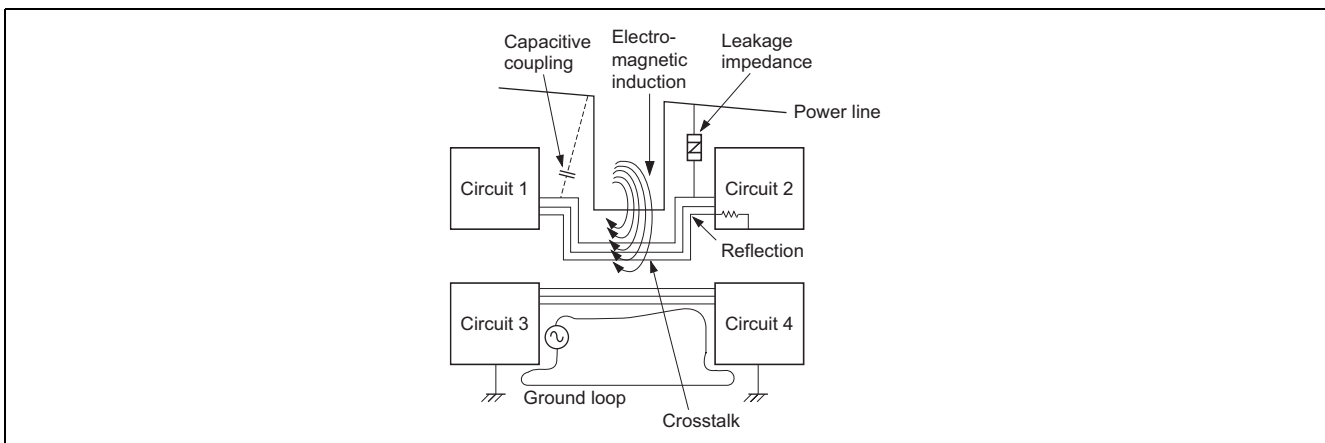 Capacitive
coupling
Electro-
magnetic
induction
Leakage
impedance
Power line
Circuit 1
Circuit 2
Reflection
Circuit 3
Circuit 4
Ground loop
Crosstalk